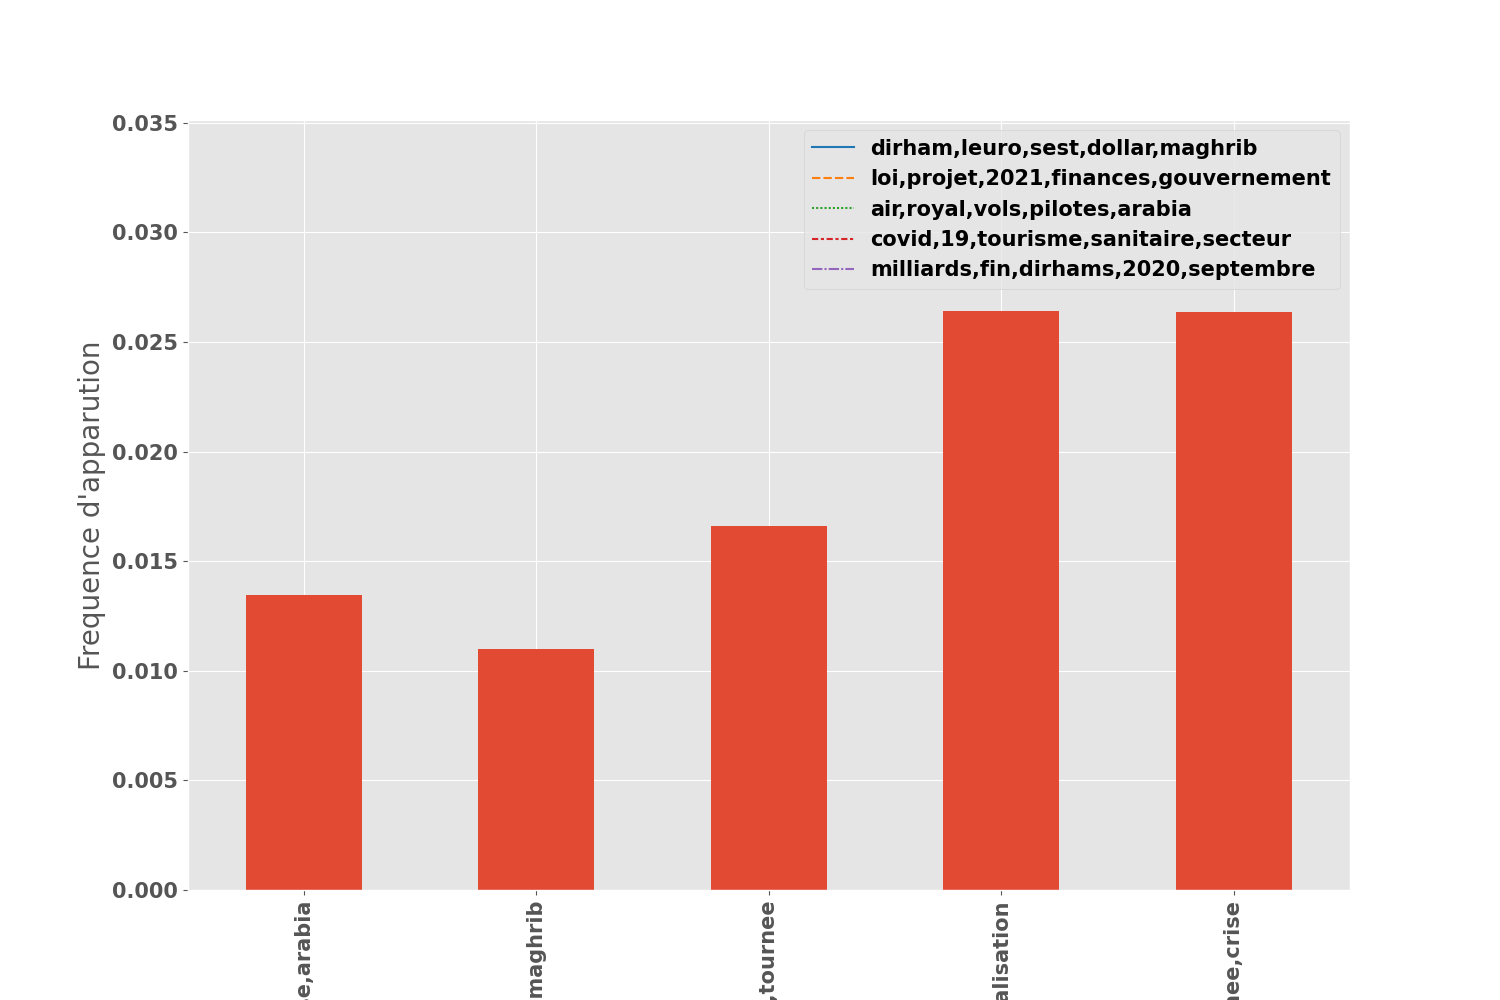 0.035
0.030
0.025
0.020
0.015
0.010
0.005
0.000
Frequence d'apparution
dirham,leuro,sest,dollar,maghrib
loi,projet,2021,finances,gouvernement
air,royal,vols,pilotes,arabia
covid,19,tourisme,sanitaire,secteur
milliards,fin,dirhams,2020,septembre
e,arabia
maghrib
,tournee
alisation
nee,crise